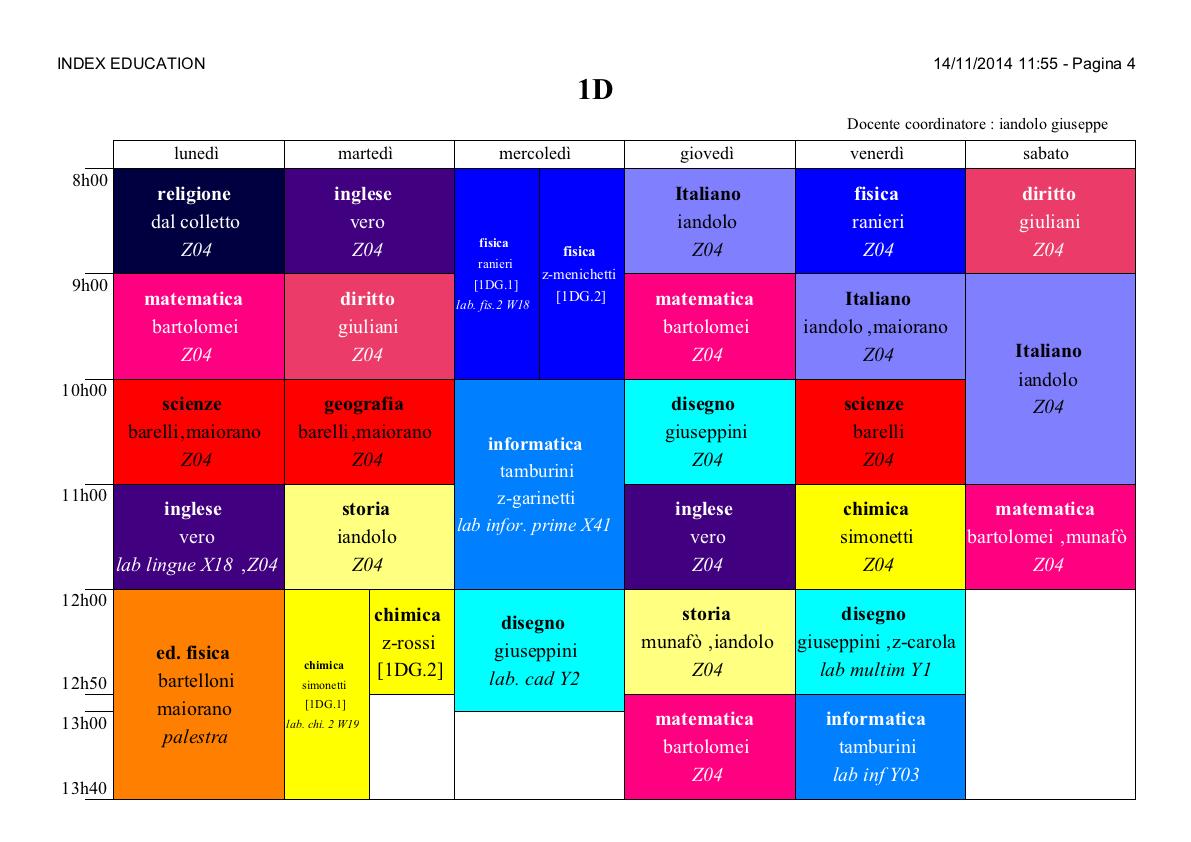 INDEX EDUCATION
14/11/2014 11:55 - Pagina 4
1D
Docente coordinatore : iandolo giuseppe
lunedì
martedì
mercoledì
giovedì
venerdì
sabato
8h00
religione
dal colletto
Z04
inglese
vero
Z04
fisica
ranieri
[1DG.1]
lab. fis.2 W18
fisica
z-menichetti
[1DG.2]
Italiano
iandolo
Z04
fisica
ranieri
Z04
diritto
giuliani
Z04
9h00
matematica
bartolomei
Z04
diritto
giuliani
Z04
matematica
bartolomei
Z04
Italiano
iandolo ,maiorano
Z04
Italiano
iandolo
Z04
10h00
scienze
barelli,maiorano
Z04
geografia
barelli,maiorano
Z04
informatica
tamburini
z-garinetti
lab infor. prime X41
disegno
giuseppini
Z04
scienze
barelli
Z04
11h00
inglese
vero
lab lingue X18 ,Z04
storia
iandolo
Z04
inglese
vero
Z04
chimica
simonetti
Z04
matematica
bartolomei ,munafò
Z04
12h00
ed. fisica
bartelloni
maiorano
palestra
chimica
simonetti
[1DG.1]
lab. chi. 2 W19
chimica
z-rossi
[1DG.2]
disegno
giuseppini
lab. cad Y2
storia
munafò ,iandolo
Z04
disegno
giuseppini ,z-carola
lab multim Y1
12h50
13h00
matematica
bartolomei
Z04
informatica
tamburini
lab inf Y03
13h40